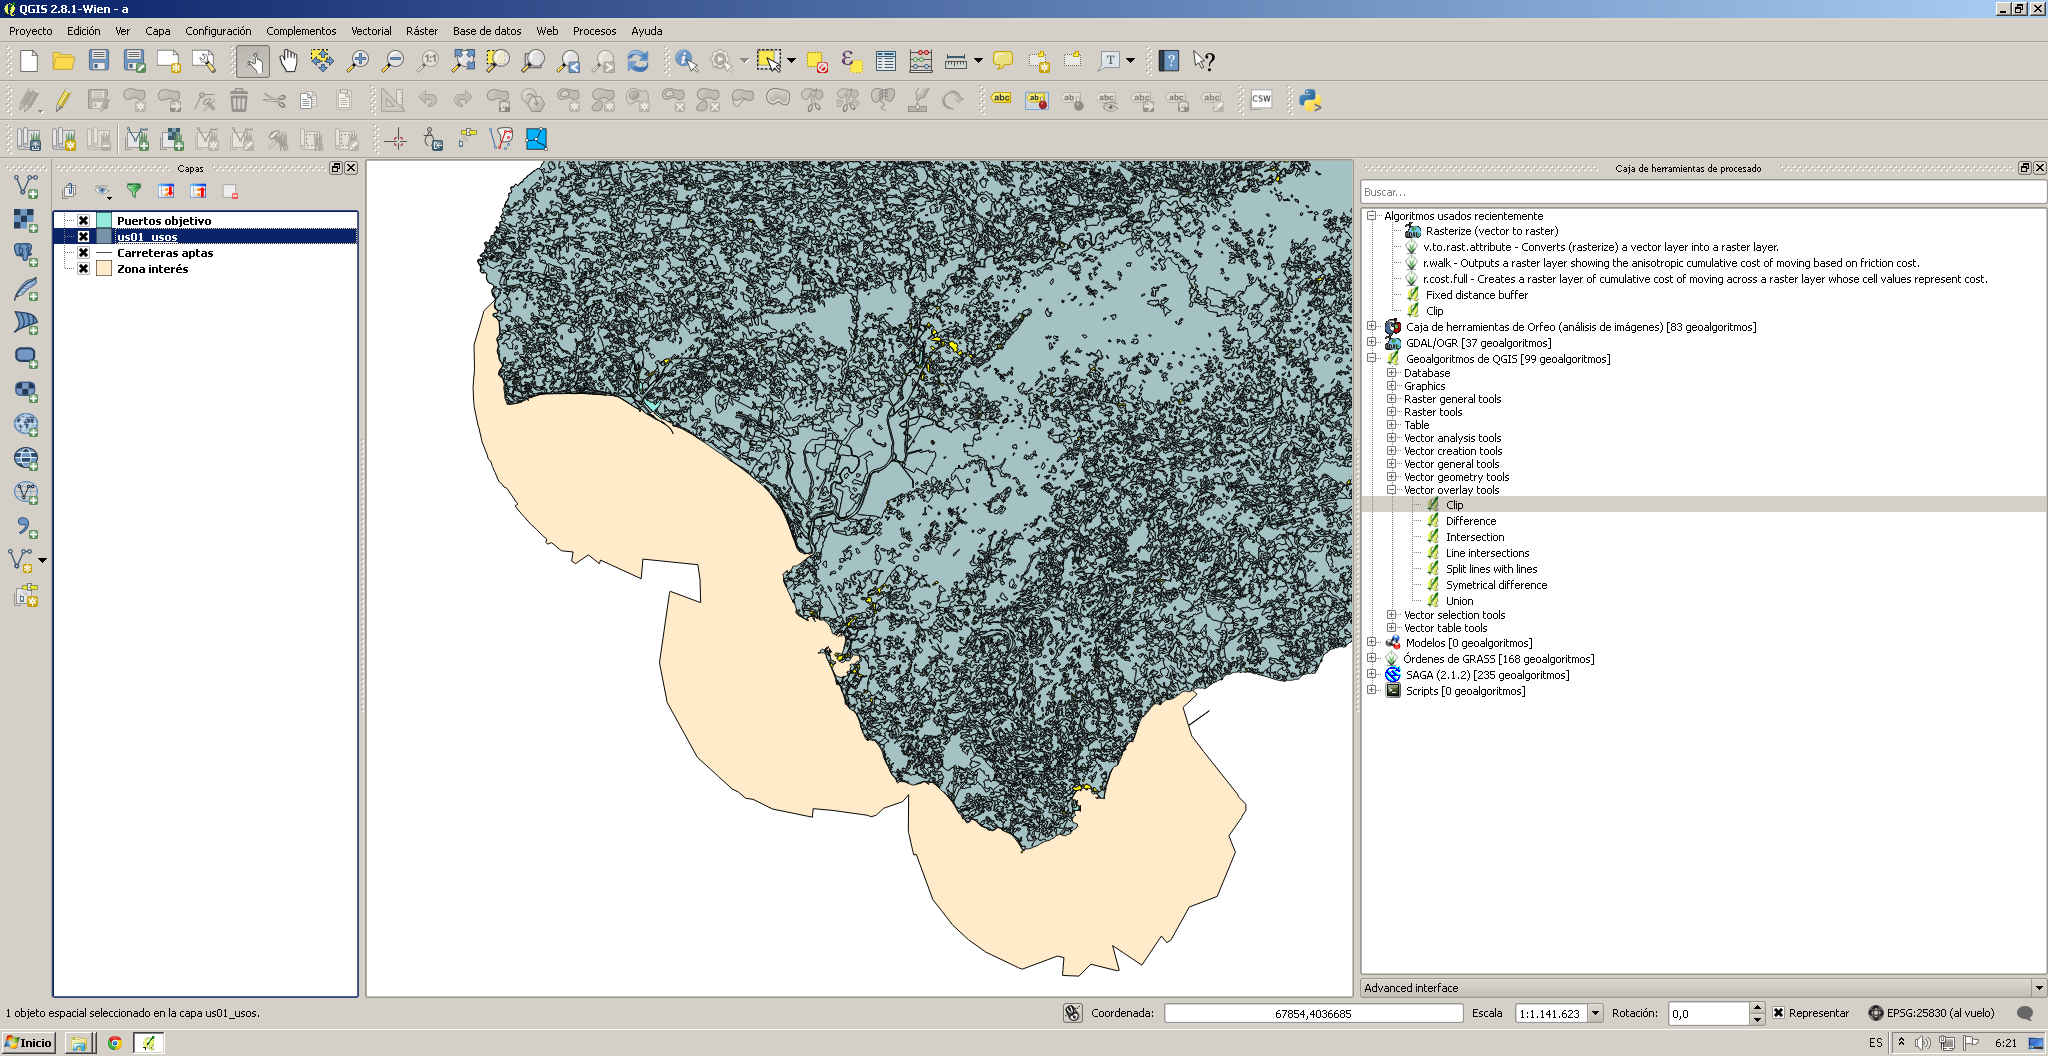 QGIS 2.8.1-Wien - a
Proyecto Edición Ver Capa Configuración Complementos Vectorial Ráster Base de datos Web Procesos Ayuda
Capas
Puertos objetivo
us01_usos
Carreteras aptas
Zona interés
Caja de herramientas de procesado
Buscar...
Algoritmos usados recientemente
Rasterize (vector to raster)
v.to.rast.attribute - Converts (rasterize) a vector layer into a raster layer.
r.walk - Outputs a raster layer showing the anisotropic cumulative cost of moving based on friction cost.
r.cost.full - Creates a raster layer of cumulative cost of moving across a raster layer whose cell values represent cost.
Fixed distance buffer
Clip
Caja de herramientas de Orfeo (análisis de imágenes) [83 geoalgoritmos]
GDAL/OGR [37 geoalgoritmos]
Geoalgoritmos de QGIS [99 geoalgoritmos]
Database
Graphics
Raster general tools
Raster tools
Table
Vector analysis tools
Vector creation tools
Vector general tools
Vector geometry tools
Vector overlay tools
Clip
Difference
Intersection
Line intersections
Split lines with lines
Symetrical difference
Union
Vector selection tools
Vector table tools
Modelos [0 geoalgoritmos]
Órdenes de GRASS [168 geoalgoritmos]
SAGA (2.1.2) [235 geoalgoritmos]
Scripts [0 geoalgoritmos]
Advanced interface
1 objeto espacial seleccionado en la capa us01_usos.
Coordenada: 67854,4036685 Escala 1:1.141.623 Rotación: 0,0 Representar EPSG:25830 (al vuelo)
Inicio
ES 6:21